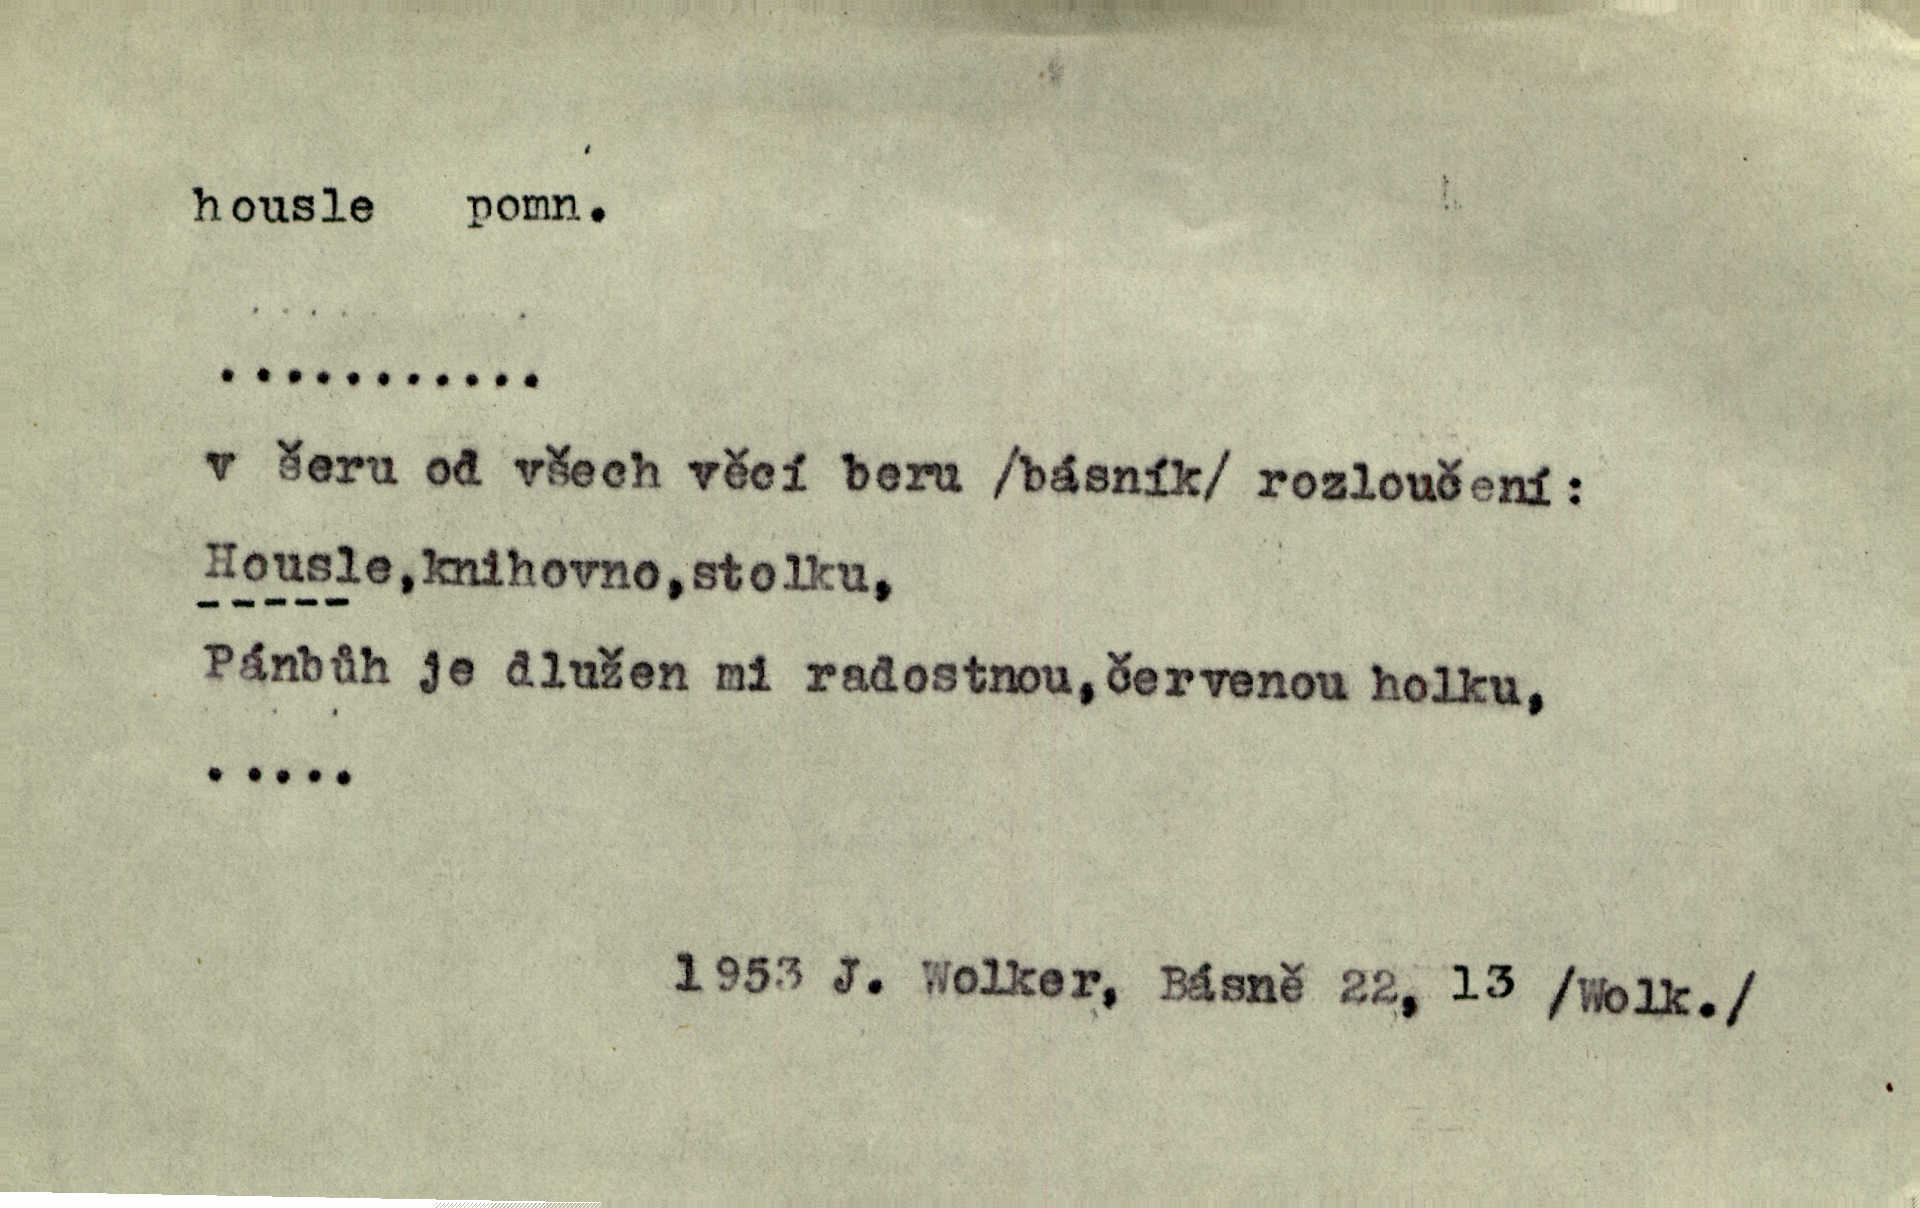 housle pomn.
...........
v šeru od všech věcí beru /básník/ rozloučení:
Housle,knihovno,stolku,
-----
Pánbůh je dlužen mi radostnou,červenou holku,
.....
1953 J. Wolker, Básně 22, 13 /Wolk./